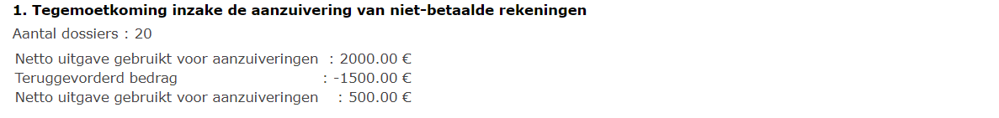 1. Tegemoetkoming inzake de aanzuivering van niet-betaalde rekeningen
Aantal dossiers : 20
Netto uitgave gebruikt voor aanzuiveringen : 2000.00 €
Teruggevorderd bedrag : -1500.00 €
Netto uitgave gebruikt voor aanzuiveringen : 500.00 €